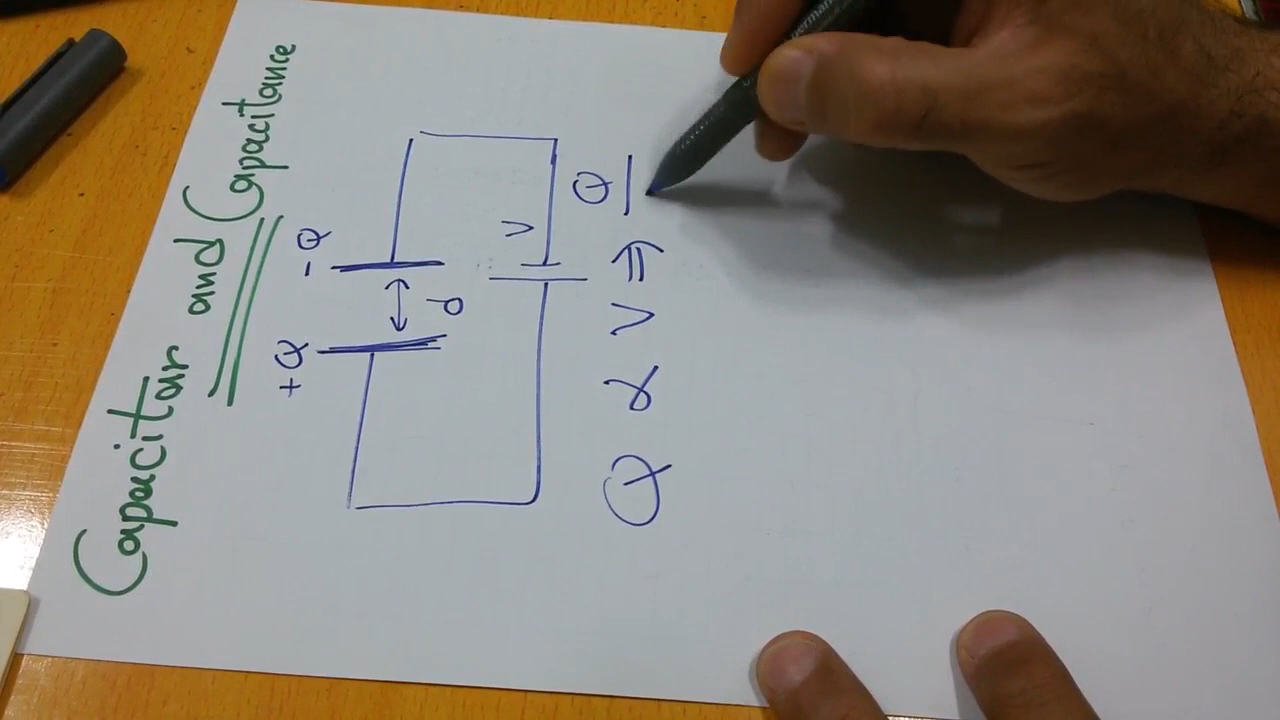 Capacitor and Capacitance
+Q -Q
d
V
Q α V ⇒ Q